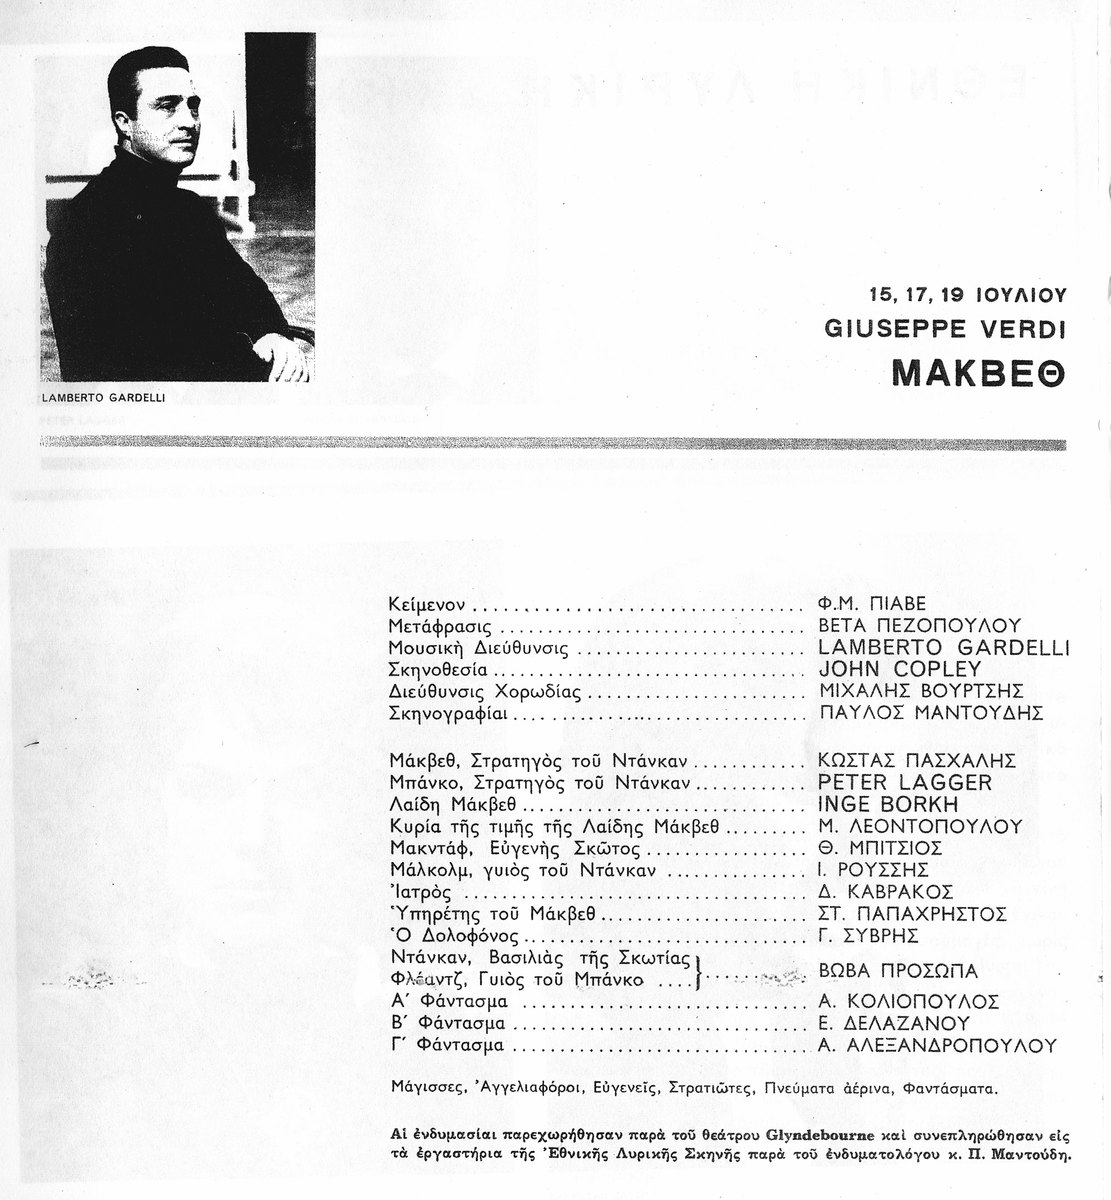 15, 17, 19 ΙΟΥΛΙΟΥ
GIUSEPPE VERDI
ΜΑΚΒΕΘ
LAMBERTO GARDELLI
Κείμενον ................................ Φ.Μ. ΠΙΑΒΕ
Μετάφρασις ................................ ΒΕΤΑ ΠΕΖΟΠΟΥΛΟΥ
Μουσικὴ Διεύθυνσις ........................ LAMBERTO GARDELLI
Σκηνοθεσία ................................ JOHN COPLEY
Διεύθυνσις Χορωδίας ....................... ΜΙΧΑΛΗΣ ΒΟΥΡΤΣΗΣ
Σκηνογραφίαι .............................. ΠΑΥΛΟΣ ΜΑΝΤΟΥΔΗΣ
Μάκβεθ, Στρατηγὸς τοῦ Ντάνκαν ........... ΚΩΣΤΑΣ ΠΑΣΧΑΛΗΣ
Μπάνκο, Στρατηγὸς τοῦ Ντάνκαν ........... PETER LAGGER
Λαίδη Μάκβεθ ........................... INGE BORKH
Κυρία τῆς τιμῆς τῆς Λαίδης Μάκβεθ ......... Μ. ΛΕΟΝΤΟΠΟΥΛΟΥ
Μακντάφ, Εὐγενὴς Σκῶτος ................ Θ. ΜΠΙΤΣΙΟΣ
Μάλκολμ, γυιὸς τοῦ Ντάνκαν .............. Ι. ΡΟΥΣΣΗΣ
Ἰατρὸς ................................. Δ. ΚΑΒΡΑΚΟΣ
Ὑπηρέτης τοῦ Μάκβεθ .................... ΣΤ. ΠΑΠΑΧΡΗΣΤΟΣ
Ὁ Δολοφόνος ........................... Γ. ΣΥΒΡΗΣ
Ντάνκαν, Βασιλιὰς τῆς Σκωτίας
Φλέαντζ, Γυιὸς τοῦ Μπάνκο .... } .......... ΒΩΒΑ ΠΡΟΣΩΠΑ
Α΄ Φάντασμα ............................ Α. ΚΟΛΙΟΠΟΥΛΟΣ
Β΄ Φάντασμα ............................ Ε. ΔΕΛΑΖΑΝΟΥ
Γ΄ Φάντασμα ............................ Α. ΑΛΕΞΑΝΔΡΟΠΟΥΛΟΥ
Μάγισσες, Ἀγγελιαφόροι, Εὐγενεῖς, Στρατιῶτες, Πνεύματα ἀέρινα, Φαντάσματα.
Αἱ ἐνδυμασίαι παρεχωρήθησαν παρὰ τοῦ θεάτρου Glyndebourne καὶ συνεπληρώθησαν εἰς
τὰ ἐργαστήρια τῆς Ἐθνικῆς Λυρικῆς Σκηνῆς παρὰ τοῦ ἐνδυματολόγου κ. Π. Μαντούδη.